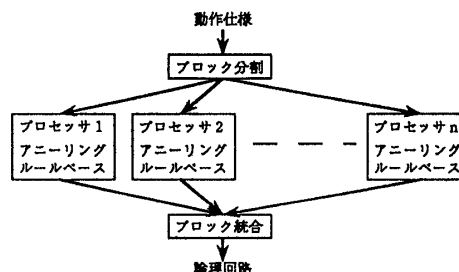 動作仕様
ブロック分割
プロセッサ1
アニーリング
ルールベース
プロセッサ2
アニーリング
ルールベース
プロセッサn
アニーリング
ルールベース
ブロック統合
論理回路